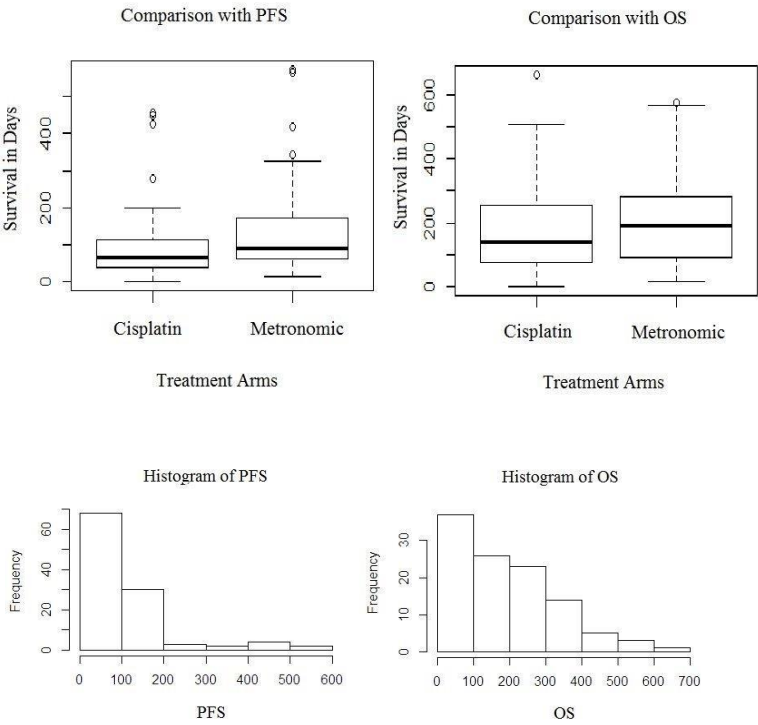 Comparison with PFS
Survival in Days
0
200
400
Cisplatin
Metronomic
Treatment Arms
Comparison with OS
Survival in Days
0
200
400
600
Cisplatin
Metronomic
Treatment Arms
Histogram of PFS
Frequency
0
20
40
60
0 100 200 300 400 500 600
PFS
Histogram of OS
Frequency
0
10
20
30
0 100 200 300 400 500 600 700
OS